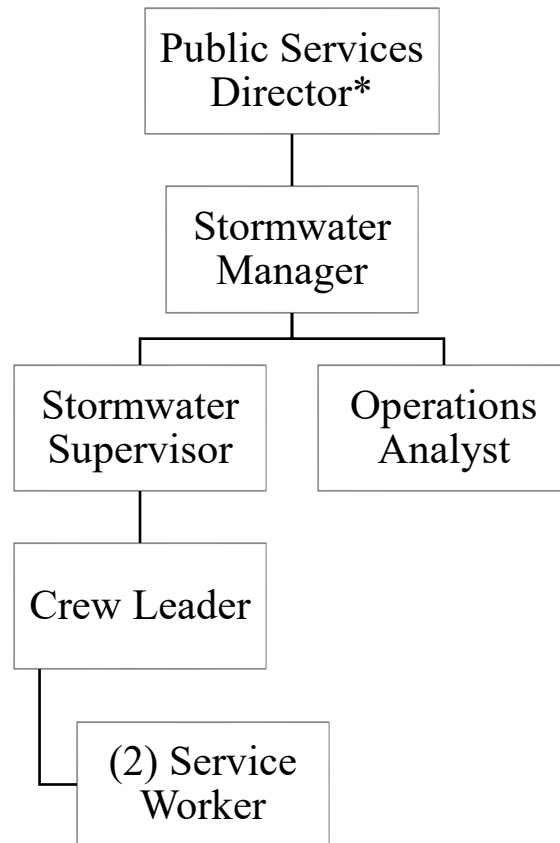 Public Services
Director*
Stormwater
Manager
Stormwater
Supervisor
Operations
Analyst
Crew Leader
(2) Service
Worker